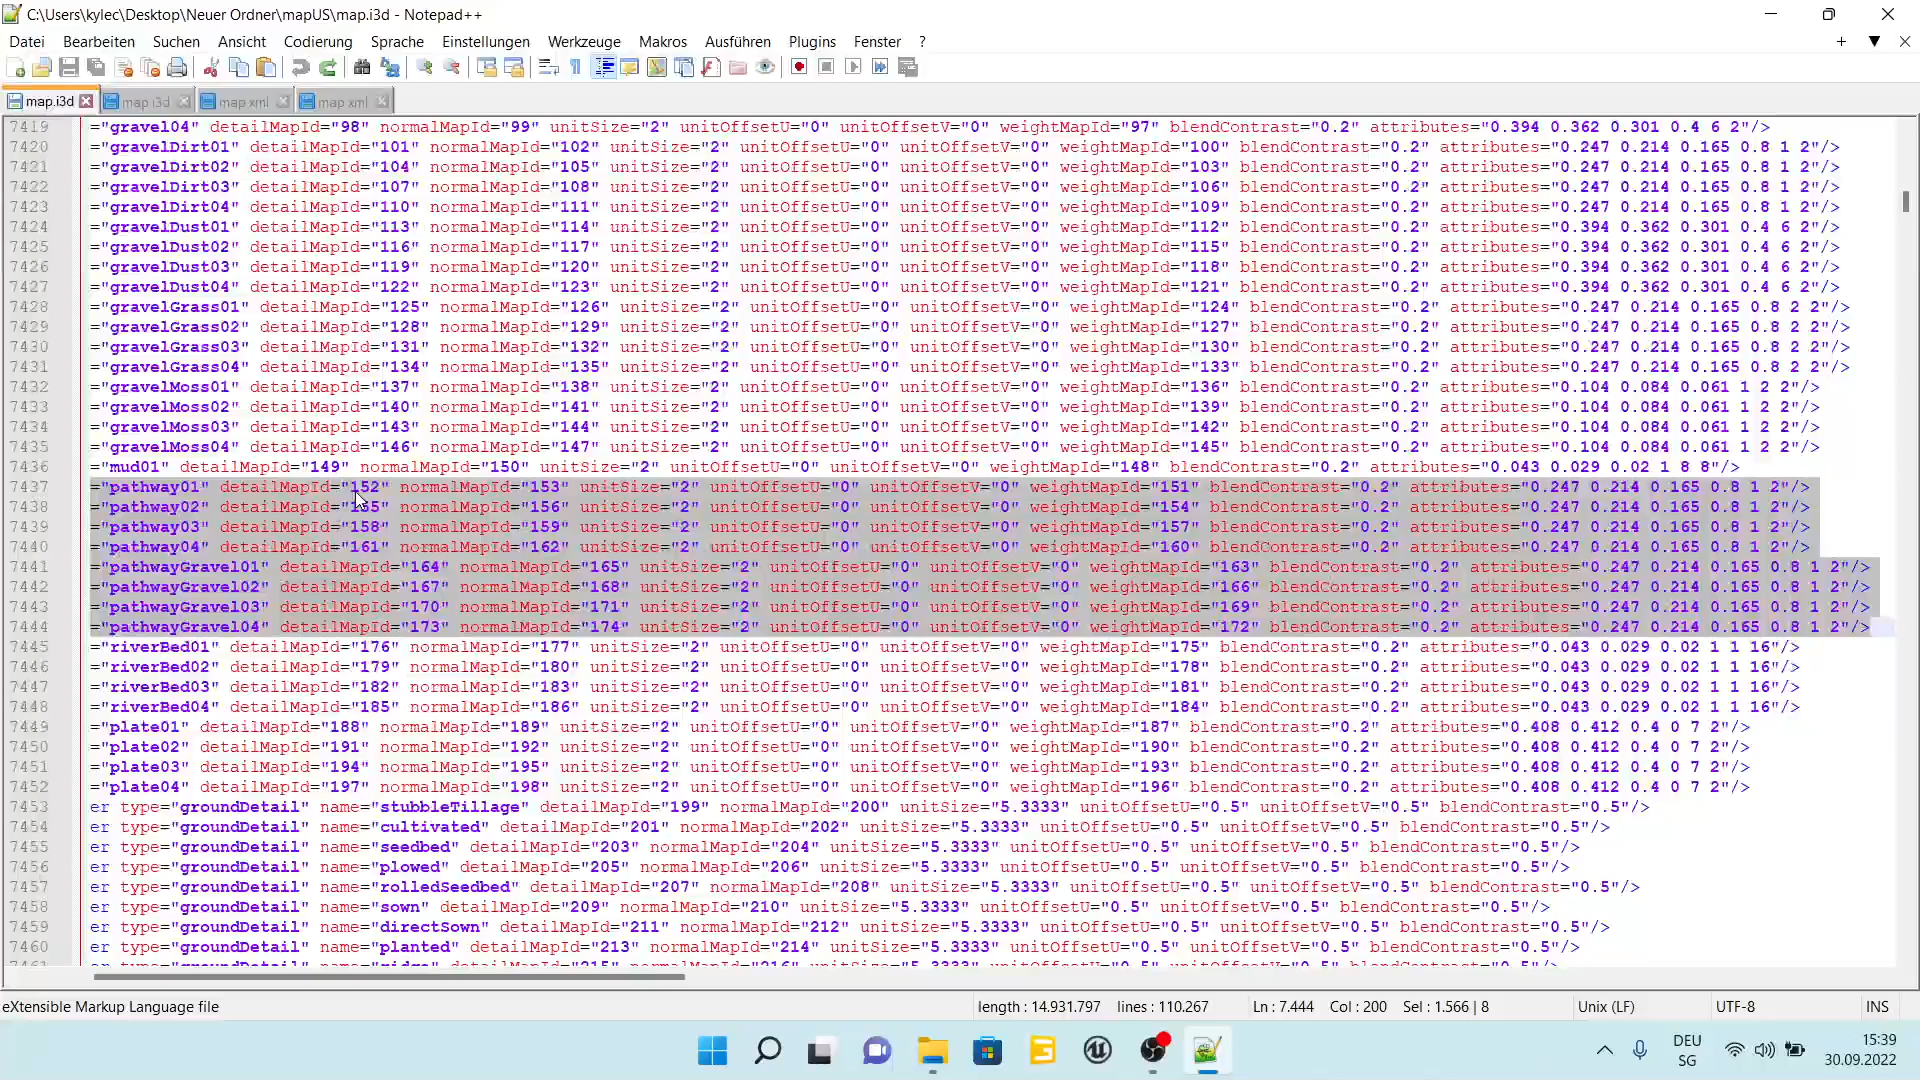 C:\Users\kylec\Desktop\Neuer Ordner\mapUS\map.i3d - Notepad++
Datei Bearbeiten Suchen Ansicht Codierung Sprache Einstellungen Werkzeuge Makros Ausführen Plugins Fenster ?
map.i3d map i3d map xml map xml
7419 ="gravel04" detailMapId="98" normalMapId="99" unitSize="2" unitOffsetU="0" unitOffsetV="0" weightMapId="97" blendContrast="0.2" attributes="0.394 0.362 0.301 0.4 6 2"/>
7420 ="gravelDirt01" detailMapId="101" normalMapId="102" unitSize="2" unitOffsetU="0" unitOffsetV="0" weightMapId="100" blendContrast="0.2" attributes="0.247 0.214 0.165 0.8 1 2"/>
7421 ="gravelDirt02" detailMapId="104" normalMapId="105" unitSize="2" unitOffsetU="0" unitOffsetV="0" weightMapId="103" blendContrast="0.2" attributes="0.247 0.214 0.165 0.8 1 2"/>
7422 ="gravelDirt03" detailMapId="107" normalMapId="108" unitSize="2" unitOffsetU="0" unitOffsetV="0" weightMapId="106" blendContrast="0.2" attributes="0.247 0.214 0.165 0.8 1 2"/>
7423 ="gravelDirt04" detailMapId="110" normalMapId="111" unitSize="2" unitOffsetU="0" unitOffsetV="0" weightMapId="109" blendContrast="0.2" attributes="0.247 0.214 0.165 0.8 1 2"/>
7424 ="gravelDust01" detailMapId="113" normalMapId="114" unitSize="2" unitOffsetU="0" unitOffsetV="0" weightMapId="112" blendContrast="0.2" attributes="0.394 0.362 0.301 0.4 6 2"/>
7425 ="gravelDust02" detailMapId="116" normalMapId="117" unitSize="2" unitOffsetU="0" unitOffsetV="0" weightMapId="115" blendContrast="0.2" attributes="0.394 0.362 0.301 0.4 6 2"/>
7426 ="gravelDust03" detailMapId="119" normalMapId="120" unitSize="2" unitOffsetU="0" unitOffsetV="0" weightMapId="118" blendContrast="0.2" attributes="0.394 0.362 0.301 0.4 6 2"/>
7427 ="gravelDust04" detailMapId="122" normalMapId="123" unitSize="2" unitOffsetU="0" unitOffsetV="0" weightMapId="121" blendContrast="0.2" attributes="0.394 0.362 0.301 0.4 6 2"/>
7428 ="gravelGrass01" detailMapId="125" normalMapId="126" unitSize="2" unitOffsetU="0" unitOffsetV="0" weightMapId="124" blendContrast="0.2" attributes="0.247 0.214 0.165 0.8 2 2"/>
7429 ="gravelGrass02" detailMapId="128" normalMapId="129" unitSize="2" unitOffsetU="0" unitOffsetV="0" weightMapId="127" blendContrast="0.2" attributes="0.247 0.214 0.165 0.8 2 2"/>
7430 ="gravelGrass03" detailMapId="131" normalMapId="132" unitSize="2" unitOffsetU="0" unitOffsetV="0" weightMapId="130" blendContrast="0.2" attributes="0.247 0.214 0.165 0.8 2 2"/>
7431 ="gravelGrass04" detailMapId="134" normalMapId="135" unitSize="2" unitOffsetU="0" unitOffsetV="0" weightMapId="133" blendContrast="0.2" attributes="0.247 0.214 0.165 0.8 2 2"/>
7432 ="gravelMoss01" detailMapId="137" normalMapId="138" unitSize="2" unitOffsetU="0" unitOffsetV="0" weightMapId="136" blendContrast="0.2" attributes="0.104 0.084 0.061 1 2 2"/>
7433 ="gravelMoss02" detailMapId="140" normalMapId="141" unitSize="2" unitOffsetU="0" unitOffsetV="0" weightMapId="139" blendContrast="0.2" attributes="0.104 0.084 0.061 1 2 2"/>
7434 ="gravelMoss03" detailMapId="143" normalMapId="144" unitSize="2" unitOffsetU="0" unitOffsetV="0" weightMapId="142" blendContrast="0.2" attributes="0.104 0.084 0.061 1 2 2"/>
7435 ="gravelMoss04" detailMapId="146" normalMapId="147" unitSize="2" unitOffsetU="0" unitOffsetV="0" weightMapId="145" blendContrast="0.2" attributes="0.104 0.084 0.061 1 2 2"/>
7436 ="mud01" detailMapId="149" normalMapId="150" unitSize="2" unitOffsetU="0" unitOffsetV="0" weightMapId="148" blendContrast="0.2" attributes="0.043 0.029 0.02 1 8 8"/>
7437 ="pathway01" detailMapId="152" normalMapId="153" unitSize="2" unitOffsetU="0" unitOffsetV="0" weightMapId="151" blendContrast="0.2" attributes="0.247 0.214 0.165 0.8 1 2"/>
7438 ="pathway02" detailMapId="155" normalMapId="156" unitSize="2" unitOffsetU="0" unitOffsetV="0" weightMapId="154" blendContrast="0.2" attributes="0.247 0.214 0.165 0.8 1 2"/>
7439 ="pathway03" detailMapId="158" normalMapId="159" unitSize="2" unitOffsetU="0" unitOffsetV="0" weightMapId="157" blendContrast="0.2" attributes="0.247 0.214 0.165 0.8 1 2"/>
7440 ="pathway04" detailMapId="161" normalMapId="162" unitSize="2" unitOffsetU="0" unitOffsetV="0" weightMapId="160" blendContrast="0.2" attributes="0.247 0.214 0.165 0.8 1 2"/>
7441 ="pathwayGravel01" detailMapId="164" normalMapId="165" unitSize="2" unitOffsetU="0" unitOffsetV="0" weightMapId="163" blendContrast="0.2" attributes="0.247 0.214 0.165 0.8 1 2"/>
7442 ="pathwayGravel02" detailMapId="167" normalMapId="168" unitSize="2" unitOffsetU="0" unitOffsetV="0" weightMapId="166" blendContrast="0.2" attributes="0.247 0.214 0.165 0.8 1 2"/>
7443 ="pathwayGravel03" detailMapId="170" normalMapId="171" unitSize="2" unitOffsetU="0" unitOffsetV="0" weightMapId="169" blendContrast="0.2" attributes="0.247 0.214 0.165 0.8 1 2"/>
7444 ="pathwayGravel04" detailMapId="173" normalMapId="174" unitSize="2" unitOffsetU="0" unitOffsetV="0" weightMapId="172" blendContrast="0.2" attributes="0.247 0.214 0.165 0.8 1 2"/>
7445 ="riverBed01" detailMapId="176" normalMapId="177" unitSize="2" unitOffsetU="0" unitOffsetV="0" weightMapId="175" blendContrast="0.2" attributes="0.043 0.029 0.02 1 1 16"/>
7446 ="riverBed02" detailMapId="179" normalMapId="180" unitSize="2" unitOffsetU="0" unitOffsetV="0" weightMapId="178" blendContrast="0.2" attributes="0.043 0.029 0.02 1 1 16"/>
7447 ="riverBed03" detailMapId="182" normalMapId="183" unitSize="2" unitOffsetU="0" unitOffsetV="0" weightMapId="181" blendContrast="0.2" attributes="0.043 0.029 0.02 1 1 16"/>
7448 ="riverBed04" detailMapId="185" normalMapId="186" unitSize="2" unitOffsetU="0" unitOffsetV="0" weightMapId="184" blendContrast="0.2" attributes="0.043 0.029 0.02 1 1 16"/>
7449 ="plate01" detailMapId="188" normalMapId="189" unitSize="2" unitOffsetU="0" unitOffsetV="0" weightMapId="187" blendContrast="0.2" attributes="0.408 0.412 0.4 0 7 2"/>
7450 ="plate02" detailMapId="191" normalMapId="192" unitSize="2" unitOffsetU="0" unitOffsetV="0" weightMapId="190" blendContrast="0.2" attributes="0.408 0.412 0.4 0 7 2"/>
7451 ="plate03" detailMapId="194" normalMapId="195" unitSize="2" unitOffsetU="0" unitOffsetV="0" weightMapId="193" blendContrast="0.2" attributes="0.408 0.412 0.4 0 7 2"/>
7452 ="plate04" detailMapId="197" normalMapId="198" unitSize="2" unitOffsetU="0" unitOffsetV="0" weightMapId="196" blendContrast="0.2" attributes="0.408 0.412 0.4 0 7 2"/>
7453 er type="groundDetail" name="stubbleTillage" detailMapId="199" normalMapId="200" unitSize="5.3333" unitOffsetU="0.5" unitOffsetV="0.5" blendContrast="0.5"/>
7454 er type="groundDetail" name="cultivated" detailMapId="201" normalMapId="202" unitSize="5.3333" unitOffsetU="0.5" unitOffsetV="0.5" blendContrast="0.5"/>
7455 er type="groundDetail" name="seedbed" detailMapId="203" normalMapId="204" unitSize="5.3333" unitOffsetU="0.5" unitOffsetV="0.5" blendContrast="0.5"/>
7456 er type="groundDetail" name="plowed" detailMapId="205" normalMapId="206" unitSize="5.3333" unitOffsetU="0.5" unitOffsetV="0.5" blendContrast="0.5"/>
7457 er type="groundDetail" name="rolledSeedbed" detailMapId="207" normalMapId="208" unitSize="5.3333" unitOffsetU="0.5" unitOffsetV="0.5" blendContrast="0.5"/>
7458 er type="groundDetail" name="sown" detailMapId="209" normalMapId="210" unitSize="5.3333" unitOffsetU="0.5" unitOffsetV="0.5" blendContrast="0.5"/>
7459 er type="groundDetail" name="directSown" detailMapId="211" normalMapId="212" unitSize="5.3333" unitOffsetU="0.5" unitOffsetV="0.5" blendContrast="0.5"/>
7460 er type="groundDetail" name="planted" detailMapId="213" normalMapId="214" unitSize="5.3333" unitOffsetU="0.5" unitOffsetV="0.5" blendContrast="0.5"/>
eXtensible Markup Language file length : 14.931.797 lines : 110.267 Ln : 7.444 Col : 200 Sel : 1.566 | 8 Unix (LF) UTF-8 INS
DEU 15:39
SG 30.09.2022